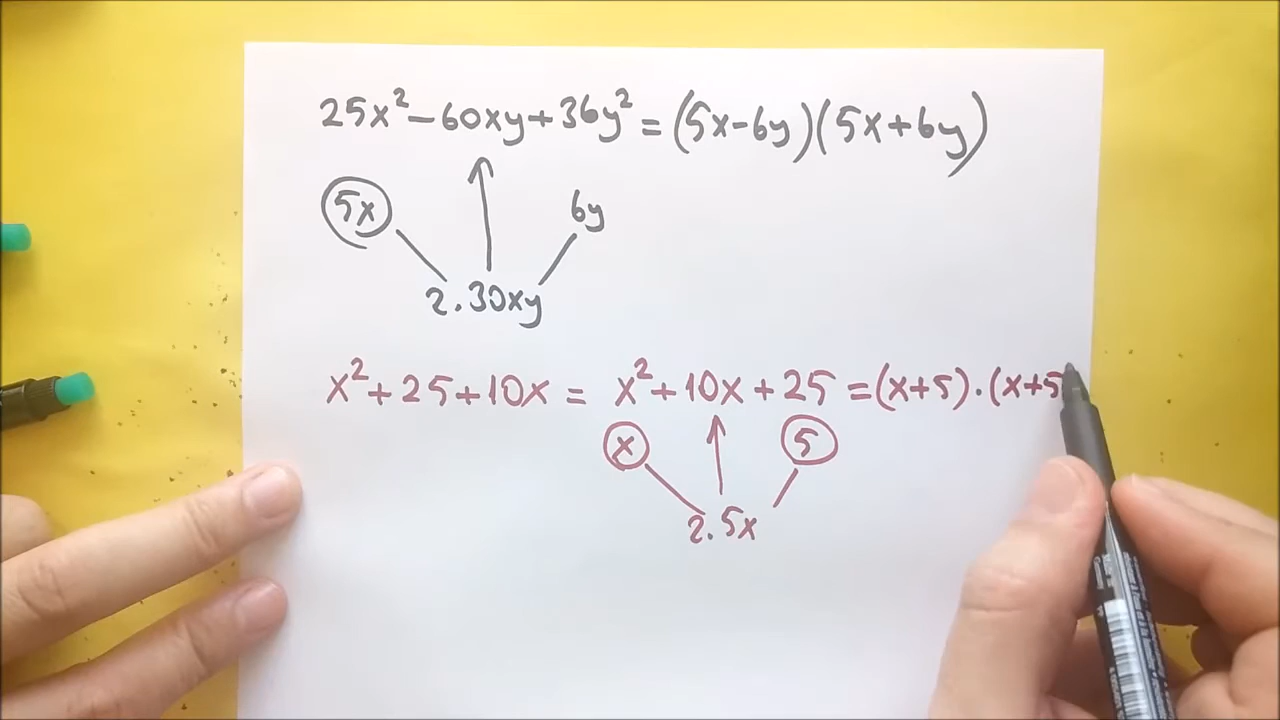 25x² - 60xy + 36y² = (5x-6y)(5x+6y)
5x 6y
2.30xy
x² + 25 + 10x = x² + 10x + 25 = (x+5).(x+5
x 5
2.5x